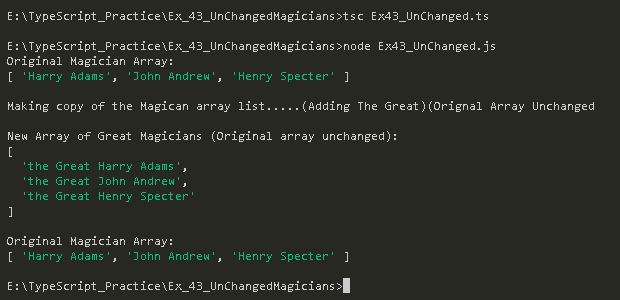 E:\TypeScript_Practice\Ex_43_UnChangedMagicians>tsc Ex43_UnChanged.ts
E:\TypeScript_Practice\Ex_43_UnChangedMagicians>node Ex43_UnChanged.js
Original Magician Array:
[ 'Harry Adams', 'John Andrew', 'Henry Specter' ]
Making copy of the Magican array list.....(Adding The Great)(Orignal Array Unchanged
New Array of Great Magicians (Original array unchanged):
[
'the Great Harry Adams',
'the Great John Andrew',
'the Great Henry Specter'
]
Original Magician Array:
[ 'Harry Adams', 'John Andrew', 'Henry Specter' ]
E:\TypeScript_Practice\Ex_43_UnChangedMagicians>